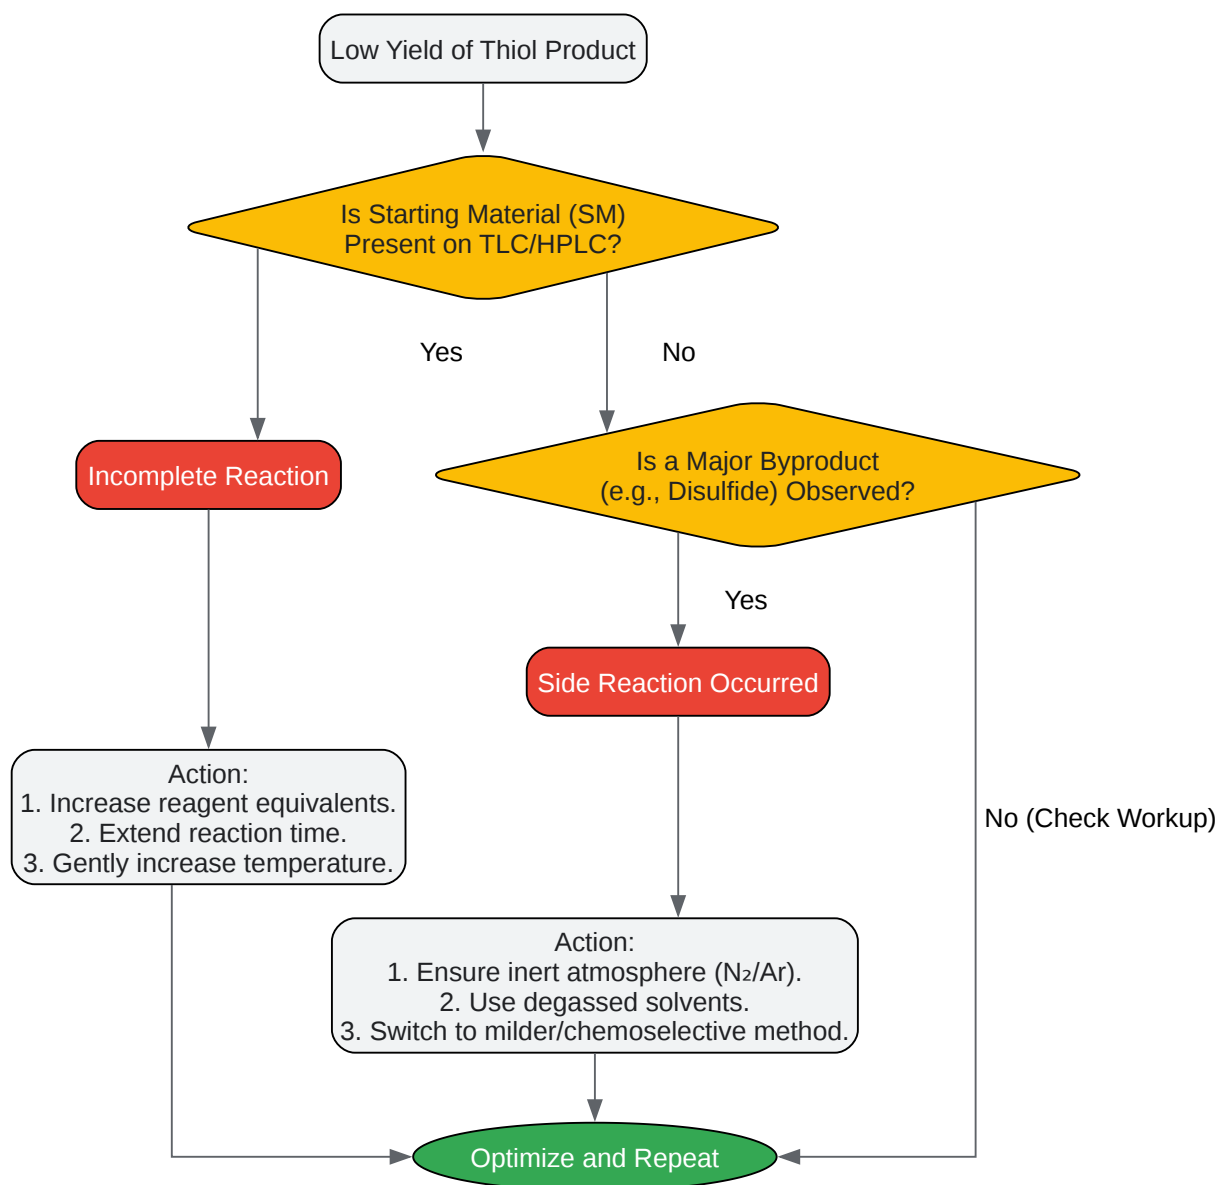 Low Yield of Thiol Product
Is Starting Material (SM)
Present on TLC/HPLC?
Yes
No
Incomplete Reaction
Is a Major Byproduct
(e.g., Disulfide) Observed?
Yes
Side Reaction Occurred
Action:
1. Increase reagent equivalents.
2. Extend reaction time.
3. Gently increase temperature.
No (Check Workup)
Action:
1. Ensure inert atmosphere (N₂/Ar).
2. Use degassed solvents.
3. Switch to milder/chemoselective method.
Optimize and Repeat